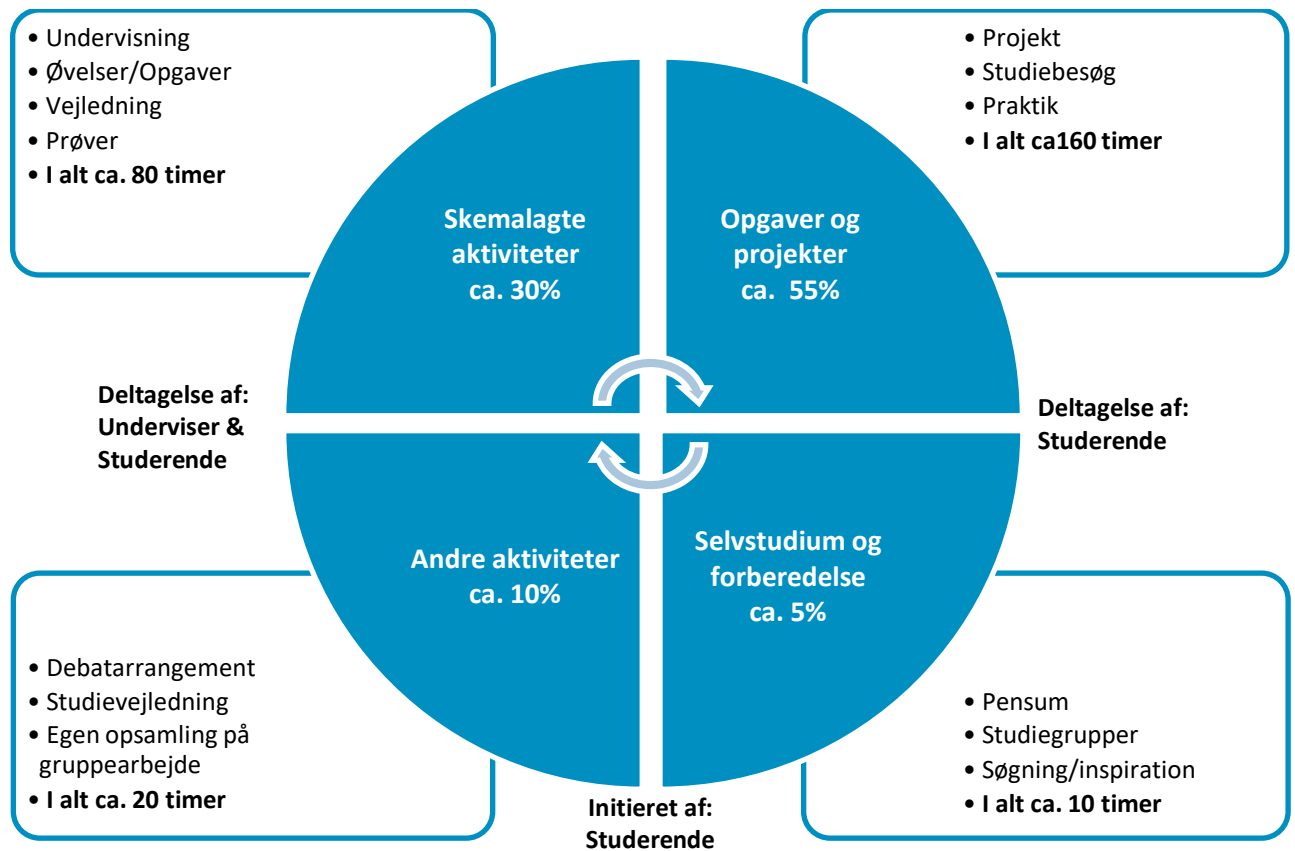 • Undervisning
• Øvelser/Opgaver
• Vejledning
• Prøver
• I alt ca. 80 timer
• Projekt
• Studiebesøg
• Praktik
• I alt ca160 timer
Skemalagte
aktiviteter
ca. 30%
Opgaver og
projekter
ca. 55%
Deltagelse af:
Underviser &
Studerende
Deltagelse af:
Studerende
Andre aktiviteter
ca. 10%
Selvstudium og
forberedelse
ca. 5%
• Debatarrangement
• Studievejledning
• Egen opsamling på
gruppearbejde
• I alt ca. 20 timer
• Pensum
• Studiegrupper
• Søgning/inspiration
• I alt ca. 10 timer
Initieret af:
Studerende